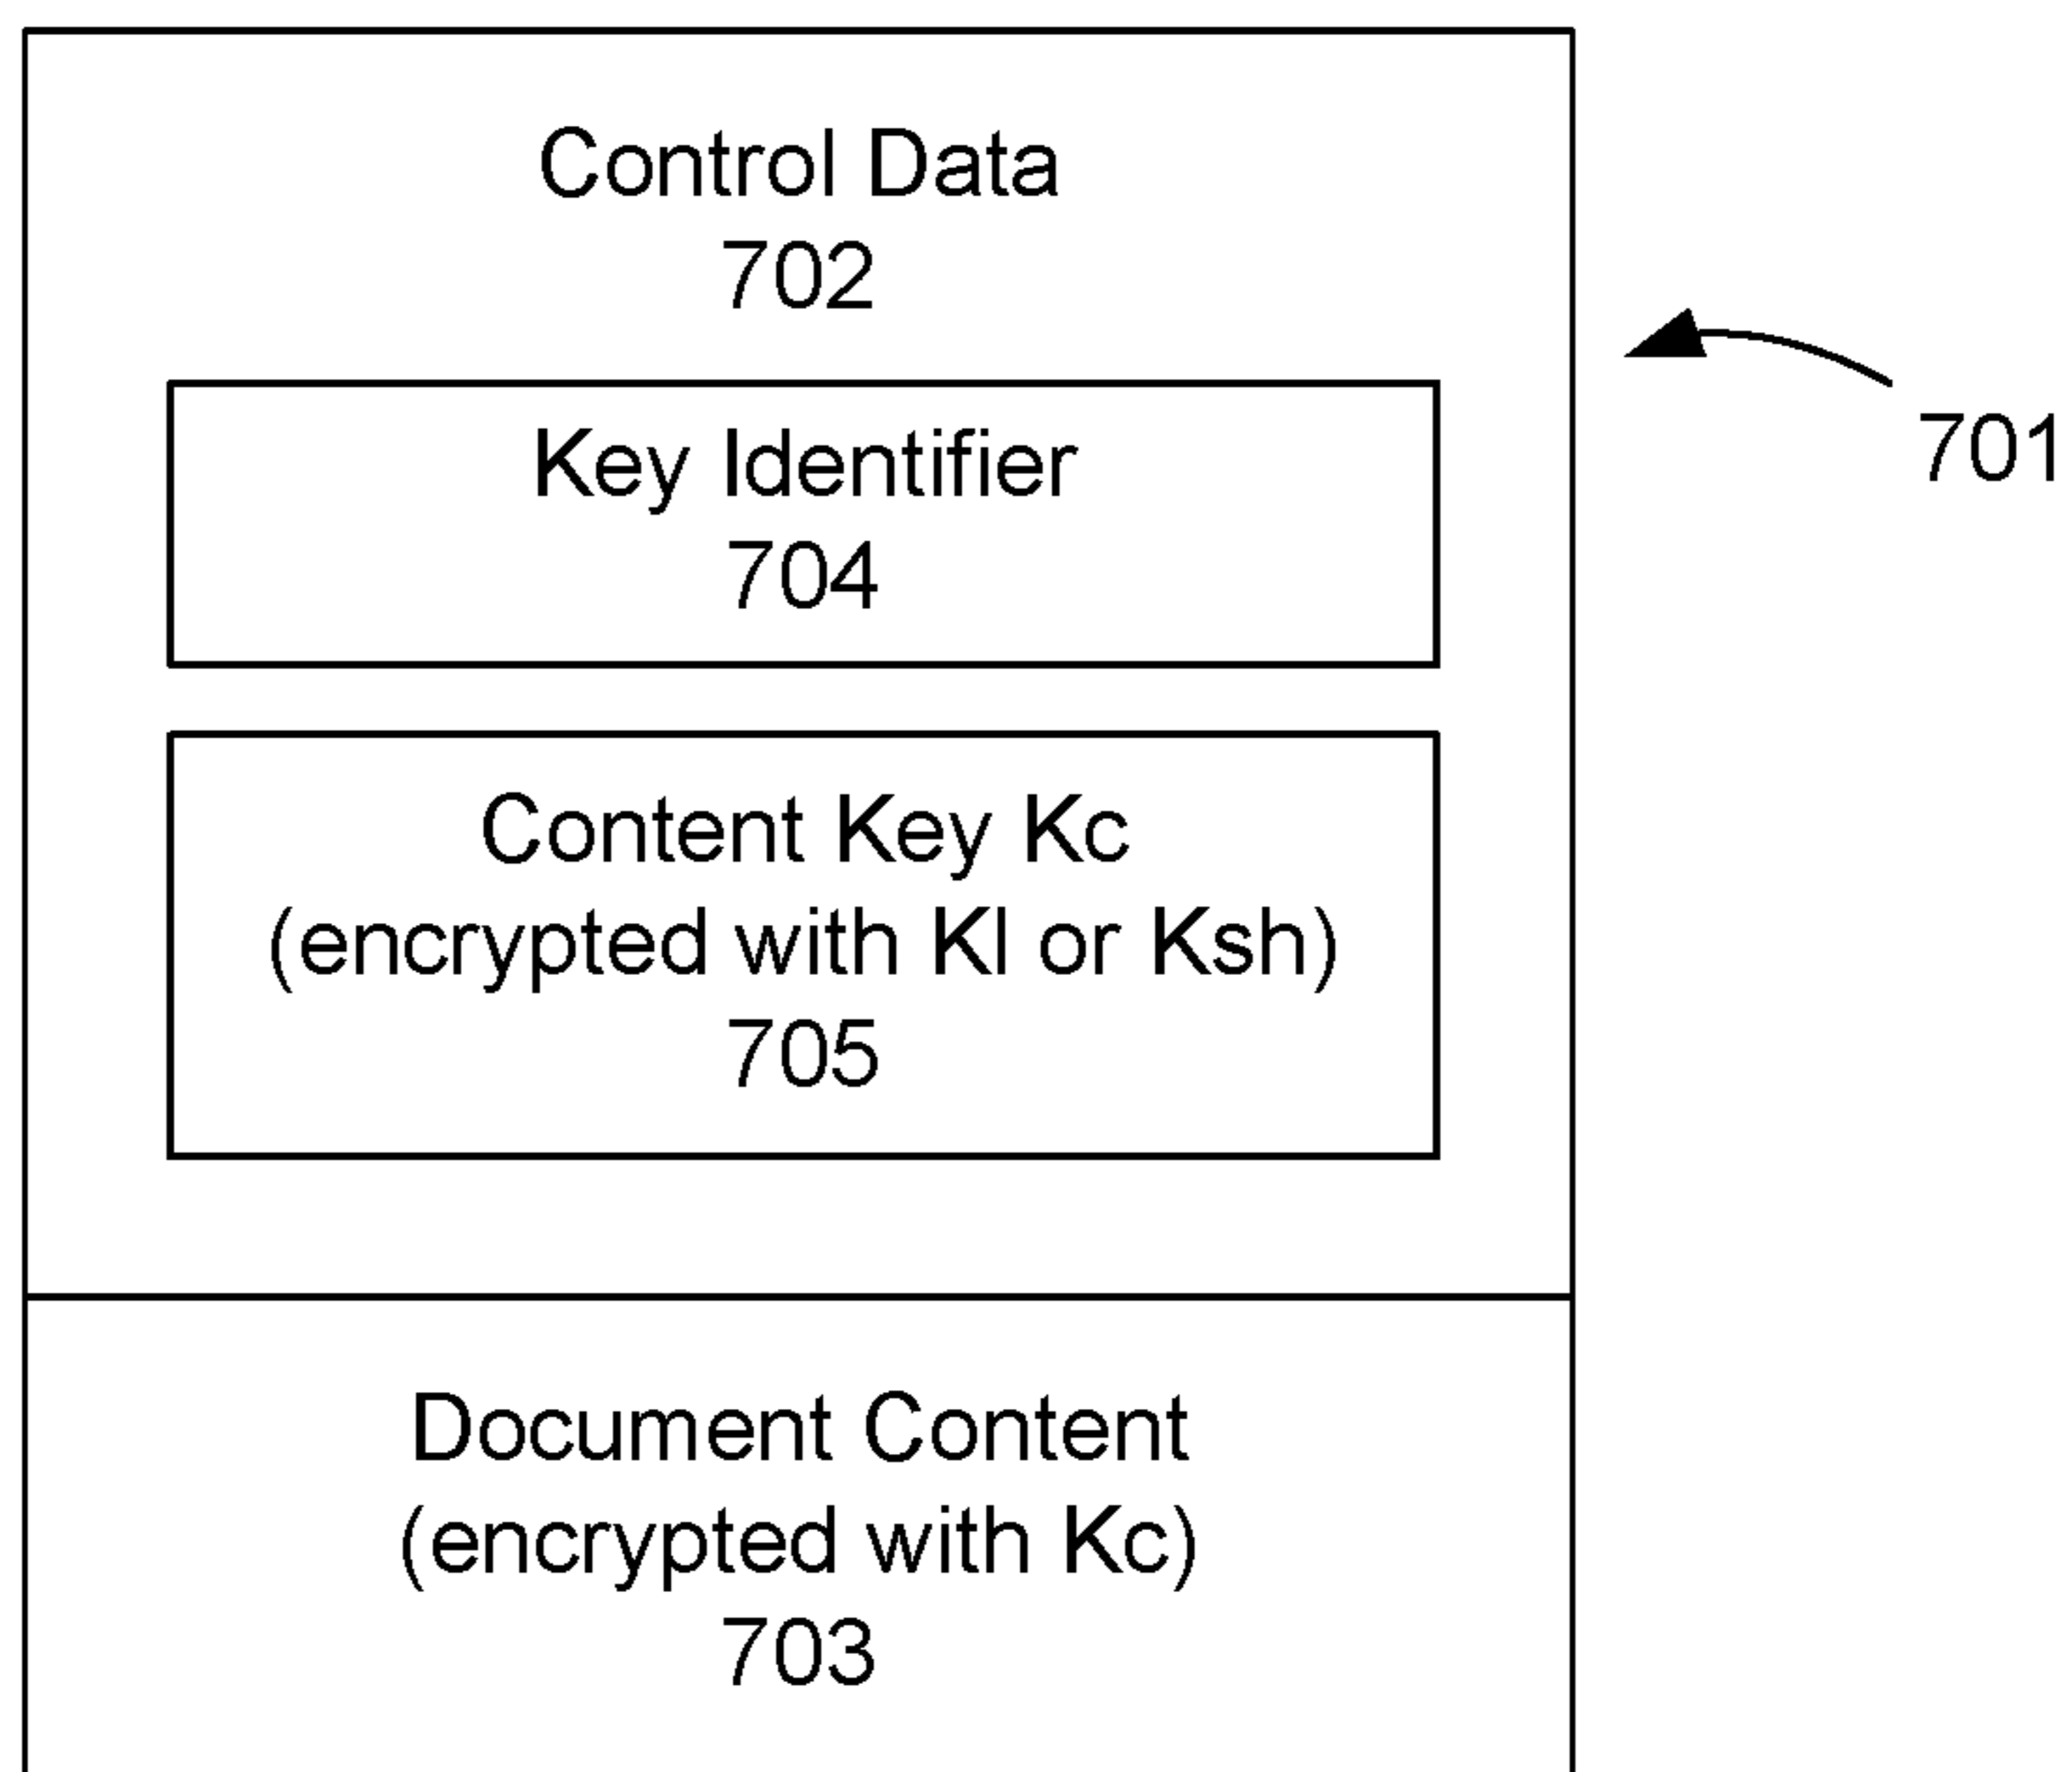 Control Data
702
Key Identifier
704
701
Content Key Kc
(encrypted with Kl or Ksh)
705
Document Content
(encrypted with Kc)
703